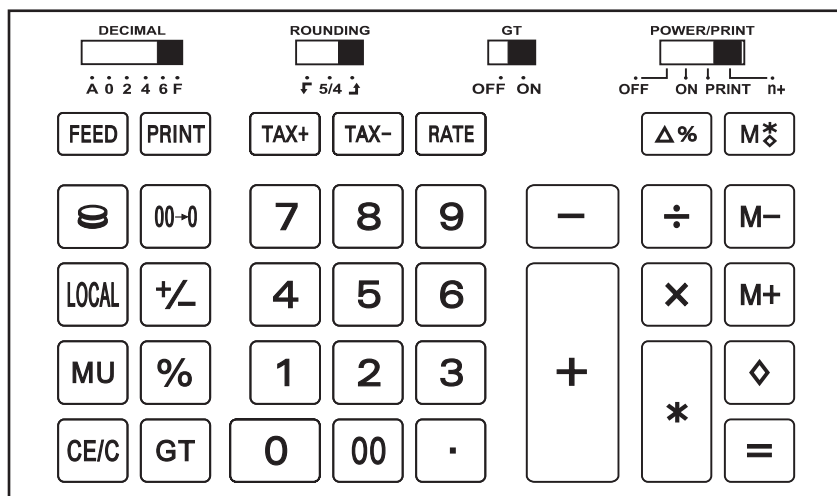 DECIMAL ROUNDING GT POWER/PRINT
A 0 2 4 6 F 5/4 OFF ON OFF ON PRINT n+
FEED PRINT TAX+ TAX- RATE △% M*◇
00→0 7 8 9 - ÷ M-
LOCAL +/- 4 5 6 + × M+
MU % 1 2 3 * ◇
CE/C GT 0 00 . =